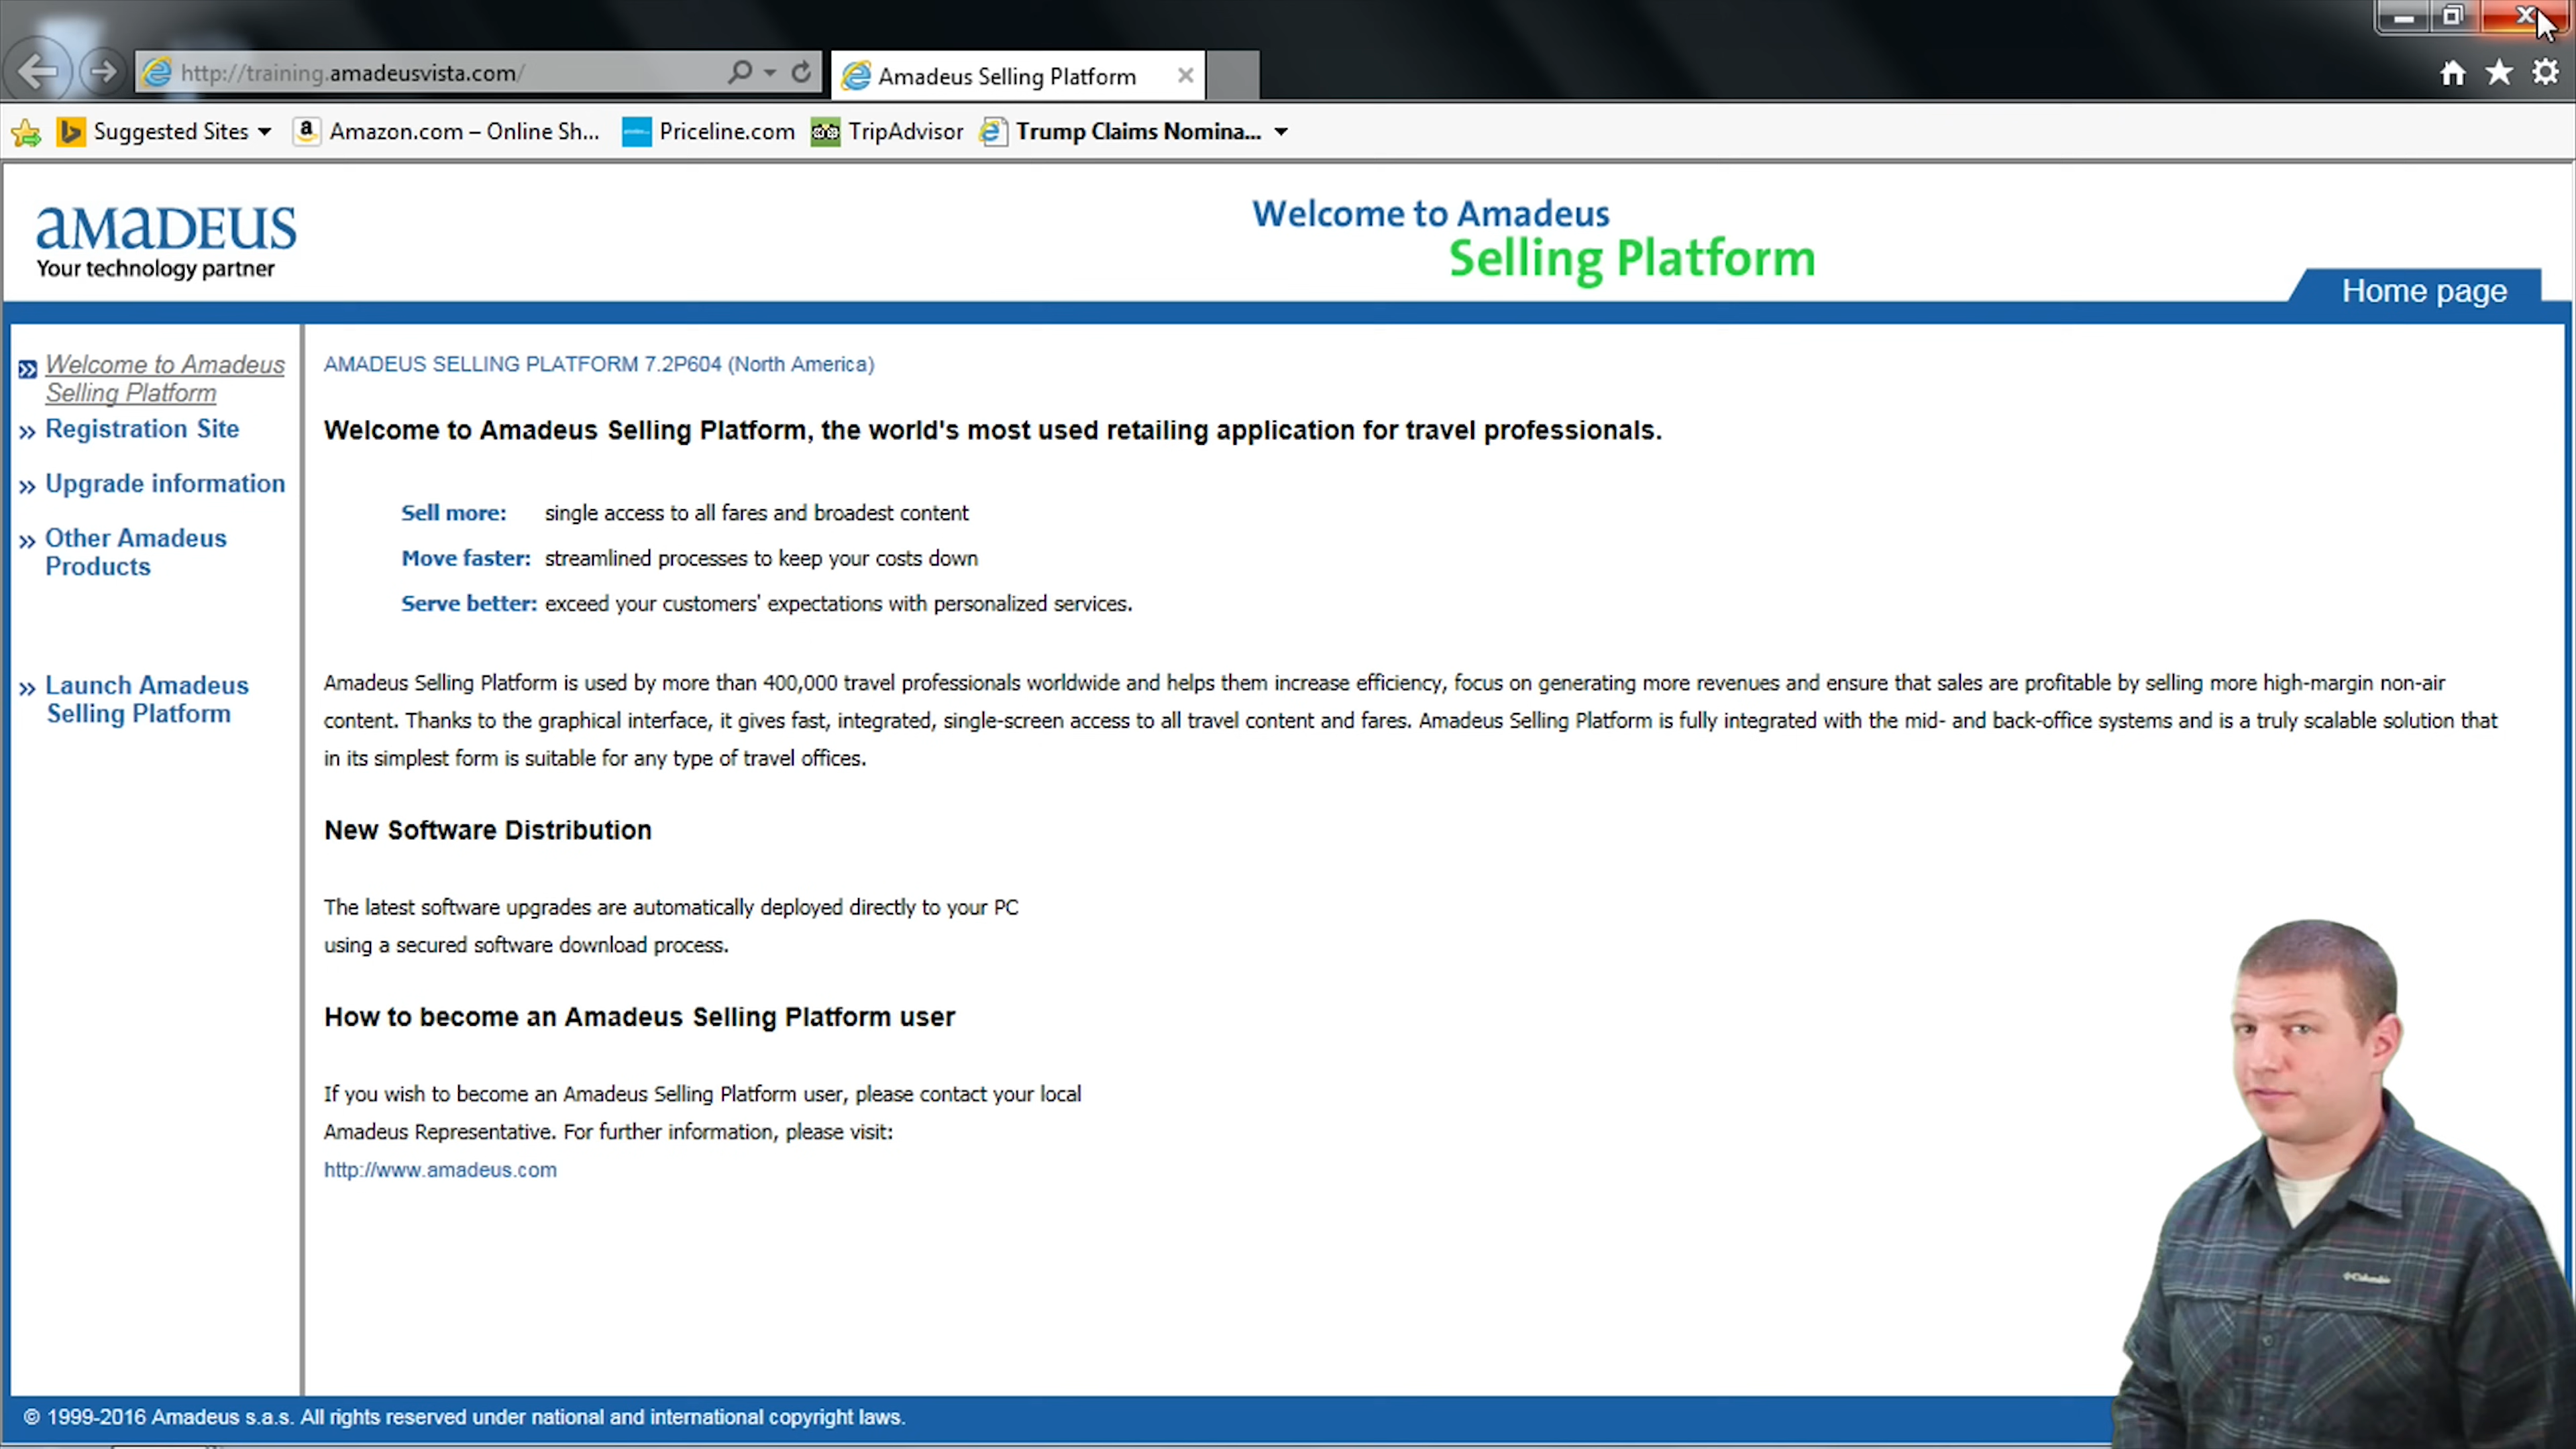 http://training.amadeusvista.com/
Amadeus Selling Platform
Suggested Sites
Amazon.com – Online Sh...
Priceline.com
TripAdvisor
Trump Claims Nomina...
amadeus
Your technology partner
Welcome to Amadeus
Selling Platform
Home page
Welcome to Amadeus
Selling Platform
Registration Site
Upgrade information
Other Amadeus
Products
Launch Amadeus
Selling Platform
AMADEUS SELLING PLATFORM 7.2P604 (North America)
Welcome to Amadeus Selling Platform, the world's most used retailing application for travel professionals.
Sell more: single access to all fares and broadest content
Move faster: streamlined processes to keep your costs down
Serve better: exceed your customers' expectations with personalized services.
Amadeus Selling Platform is used by more than 400,000 travel professionals worldwide and helps them increase efficiency, focus on generating more revenues and ensure that sales are profitable by selling more high-margin non-air
content. Thanks to the graphical interface, it gives fast, integrated, single-screen access to all travel content and fares. Amadeus Selling Platform is fully integrated with the mid- and back-office systems and is a truly scalable solution that
in its simplest form is suitable for any type of travel offices.
New Software Distribution
The latest software upgrades are automatically deployed directly to your PC
using a secured software download process.
How to become an Amadeus Selling Platform user
If you wish to become an Amadeus Selling Platform user, please contact your local
Amadeus Representative. For further information, please visit:
http://www.amadeus.com
Columbia
© 1999-2016 Amadeus s.a.s. All rights reserved under national and international copyright laws.